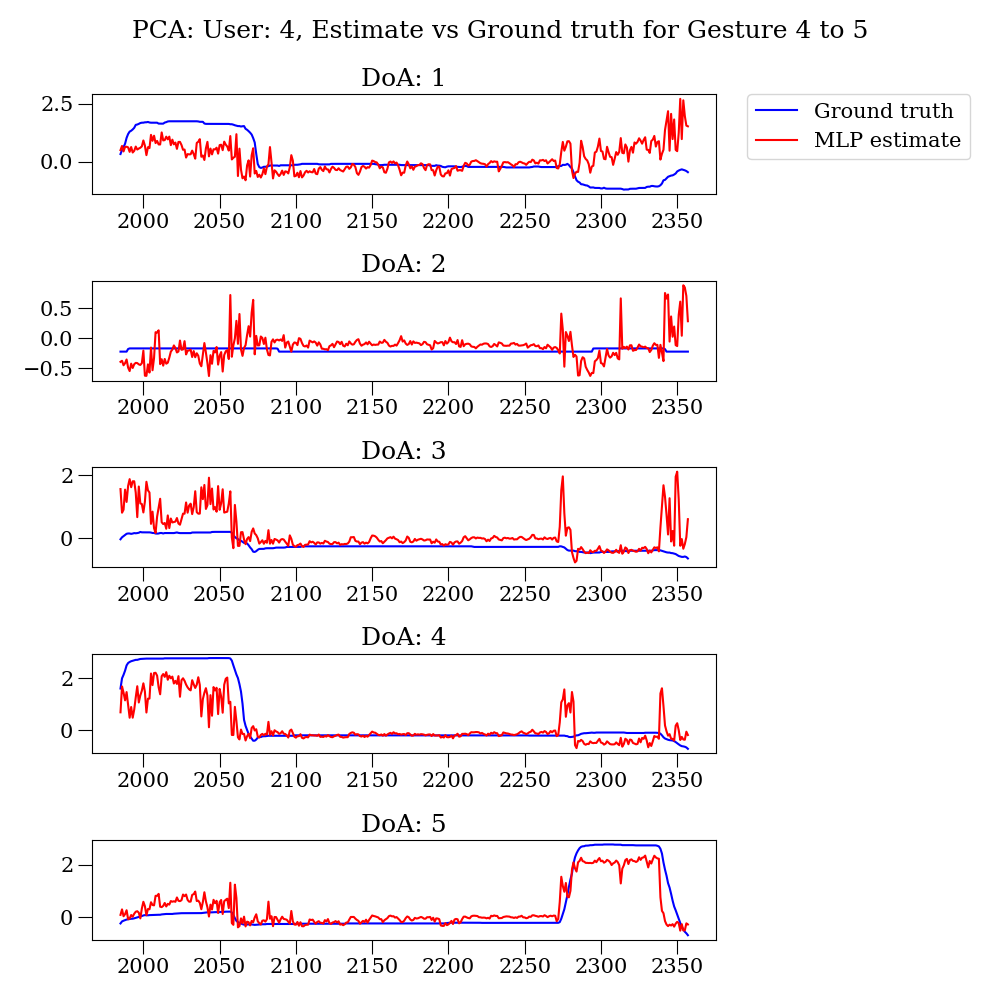 PCA: User: 4, Estimate vs Ground truth for Gesture 4 to 5
DoA: 1
2.5
0.0
2000 2050 2100 2150 2200 2250 2300 2350
Ground truth
MLP estimate
DoA: 2
0.5
0.0
−0.5
2000 2050 2100 2150 2200 2250 2300 2350
DoA: 3
2
0
2000 2050 2100 2150 2200 2250 2300 2350
DoA: 4
2
0
2000 2050 2100 2150 2200 2250 2300 2350
DoA: 5
2
0
2000 2050 2100 2150 2200 2250 2300 2350